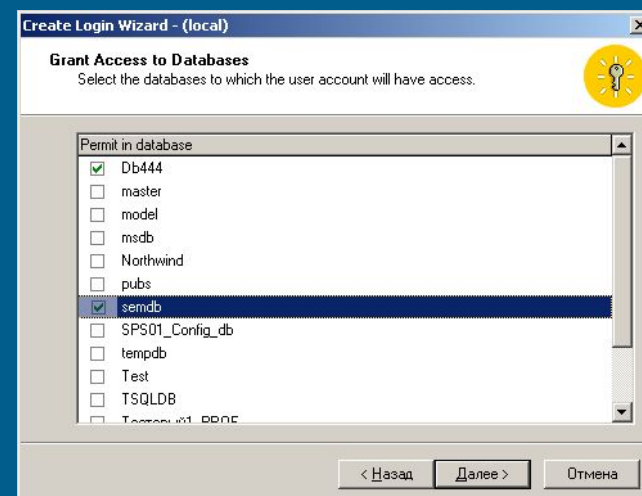 Create Login Wizard - (local)
Grant Access to Databases
Select the databases to which the user account will have access.
Permit in database
Db444
master
model
msdb
Northwind
pubs
semdb
SPS01_Config_db
tempdb
Test
TSQLDB
< Назад Далее > Отмена